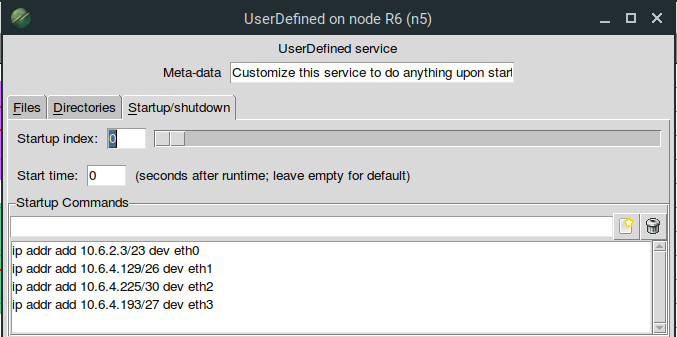 UserDefined on node R6 (n5)
UserDefined service
Meta-data Customize this service to do anything upon start
Files Directories Startup/shutdown
Startup index: 0
Start time: 0 (seconds after runtime; leave empty for default)
Startup Commands
ip addr add 10.6.2.3/23 dev eth0
ip addr add 10.6.4.129/26 dev eth1
ip addr add 10.6.4.225/30 dev eth2
ip addr add 10.6.4.193/27 dev eth3